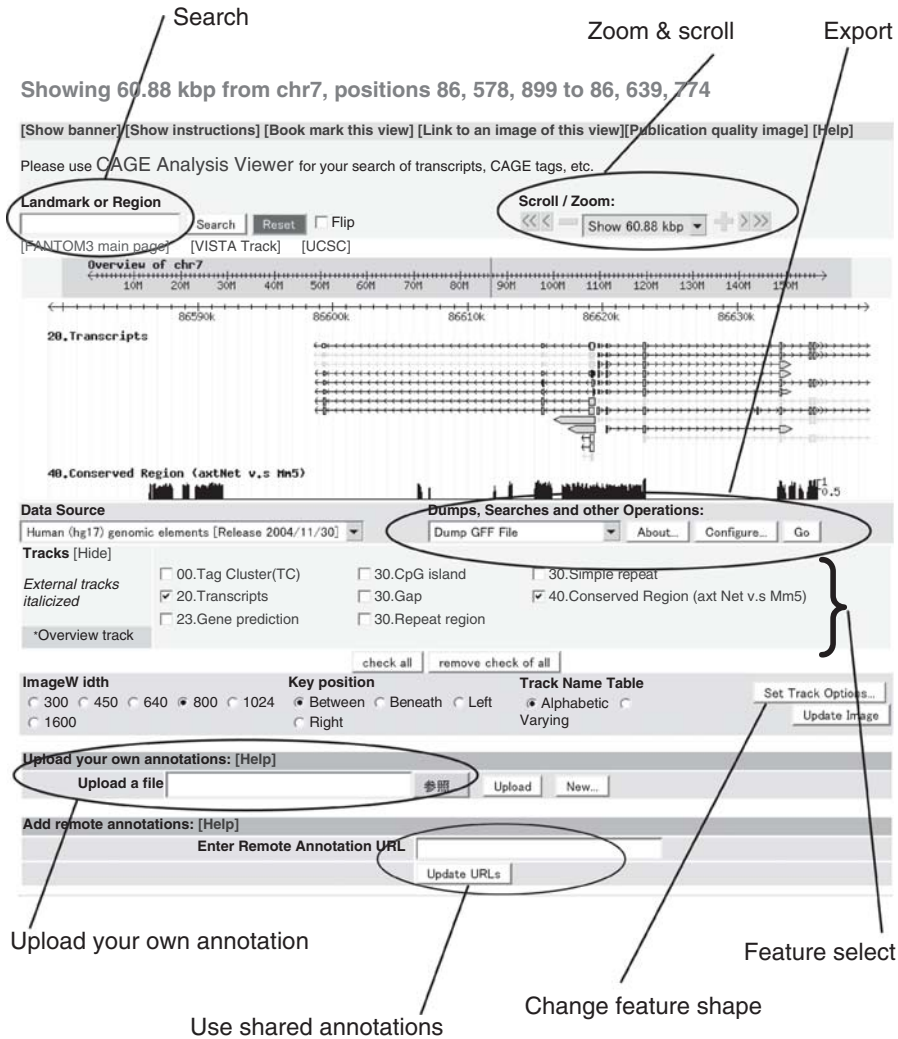 Search
Zoom & scroll
Export
Showing 60.88 kbp from chr7, positions 86, 578, 899 to 86, 639, 774
[Show banner] [Show instructions] [Book mark this view] [Link to an image of this view][Publication quality image] [Help]
Please use CAGE Analysis Viewer for your search of transcripts, CAGE tags, etc.
Landmark or Region
Scroll / Zoom:
Search Reset Flip
Show 60.88 kbp
[FANTOM3 main page] [VISTA Track] [UCSC]
Overview of chr7
10M 20M 30M 40M 50M 60M 70M 80M 90M 100M 110M 120M 130M 140M 150M
86590k 86600k 86610k 86620k 86630k
20.Transcripts
40.Conserved Region (axtNet v.s Mm5)
1
0.5
Data Source
Dumps, Searches and other Operations:
Human (hg17) genomic elements [Release 2004/11/30]
Dump GFF File About... Configure... Go
Tracks [Hide]
External tracks italicized
00.Tag Cluster(TC) 30.CpG island 30.Simple repeat
20.Transcripts 30.Gap 40.Conserved Region (axt Net v.s Mm5)
23.Gene prediction 30.Repeat region
*Overview track
check all remove check of all
ImageW idth Key position Track Name Table
300 450 640 800 1024 Between Beneath Left Alphabetic
1600 Right Varying
Set Track Options...
Update Image
Upload your own annotations: [Help]
Upload a file 参照... Upload New...
Add remote annotations: [Help]
Enter Remote Annotation URL
Update URLs
Upload your own annotation
Feature select
Change feature shape
Use shared annotations